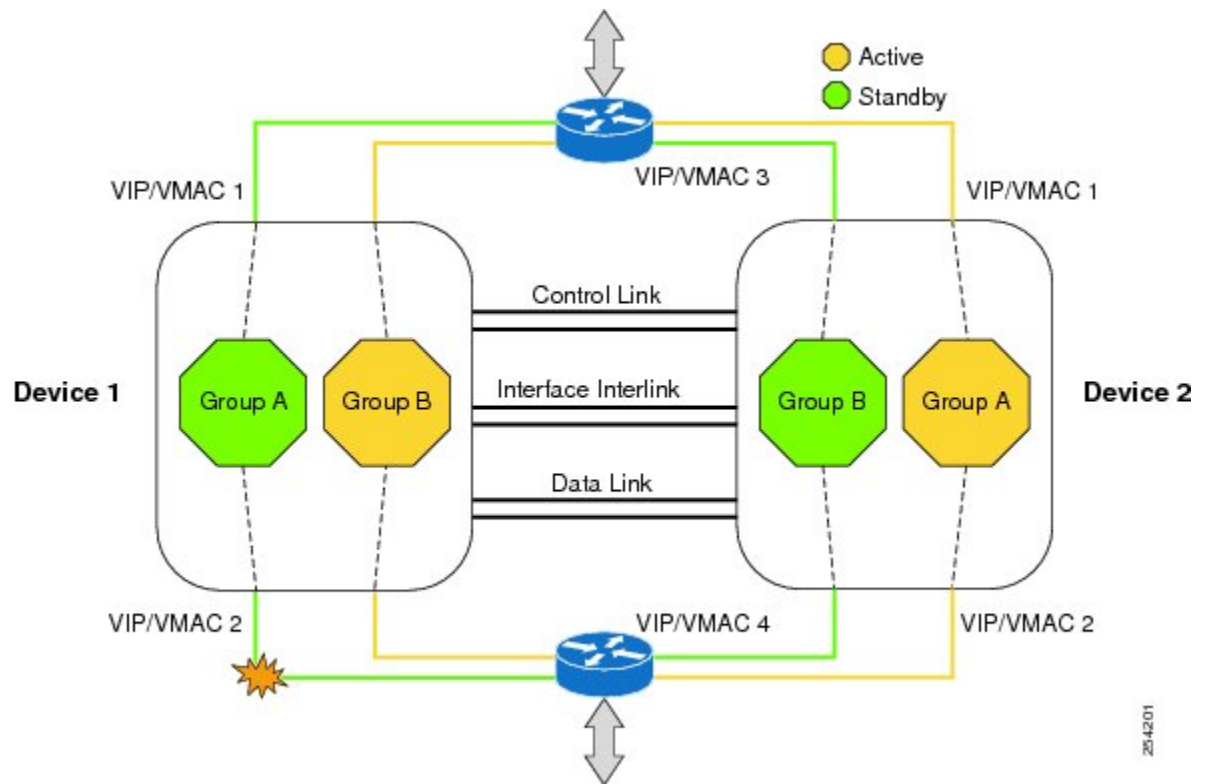 Active
Standby
VIP/VMAC 1
VIP/VMAC 3
VIP/VMAC 1
Control Link
Device 1
Group A
Group B
Interface Interlink
Group B
Group A
Device 2
Data Link
VIP/VMAC 2
VIP/VMAC 4
VIP/VMAC 2
254201